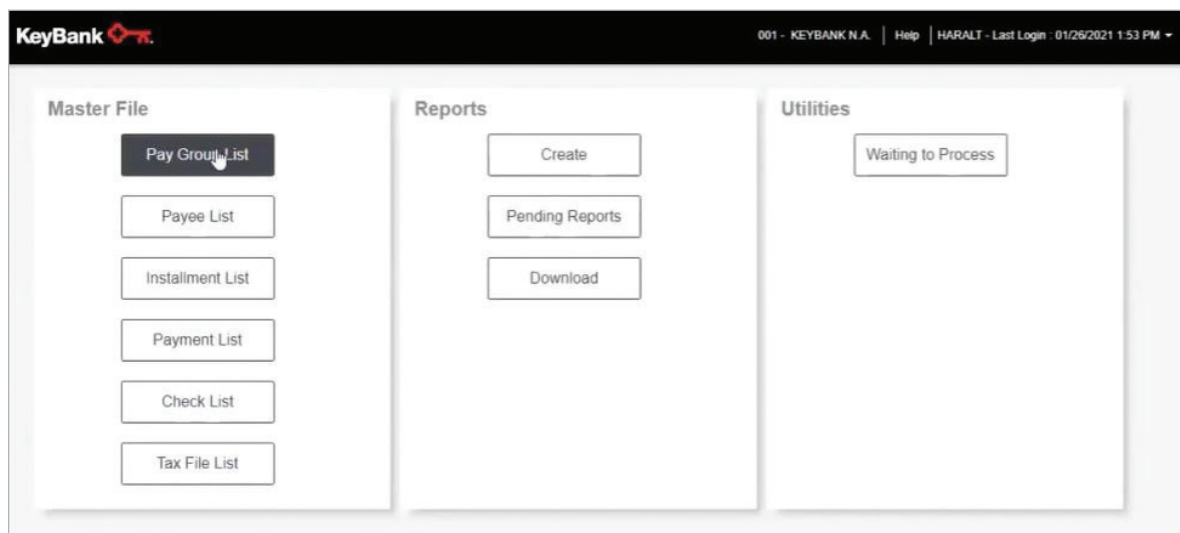 KeyBank
001 - KEYBANK N.A. | Help | HARALT - Last Login : 01/26/2021 1:53 PM
Master File
Pay Group List
Payee List
Installment List
Payment List
Check List
Tax File List
Reports
Create
Pending Reports
Download
Utilities
Waiting to Process